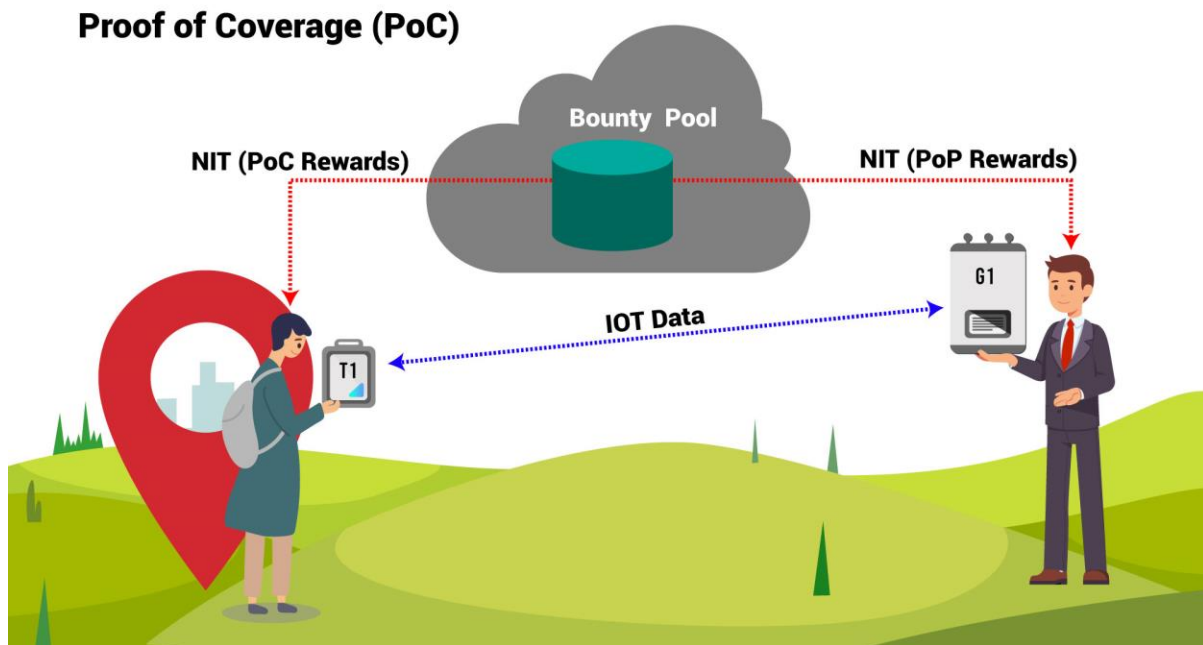 Proof of Coverage (PoC)
Bounty Pool
NIT (PoC Rewards)
NIT (PoP Rewards)
G1
IOT Data
T1